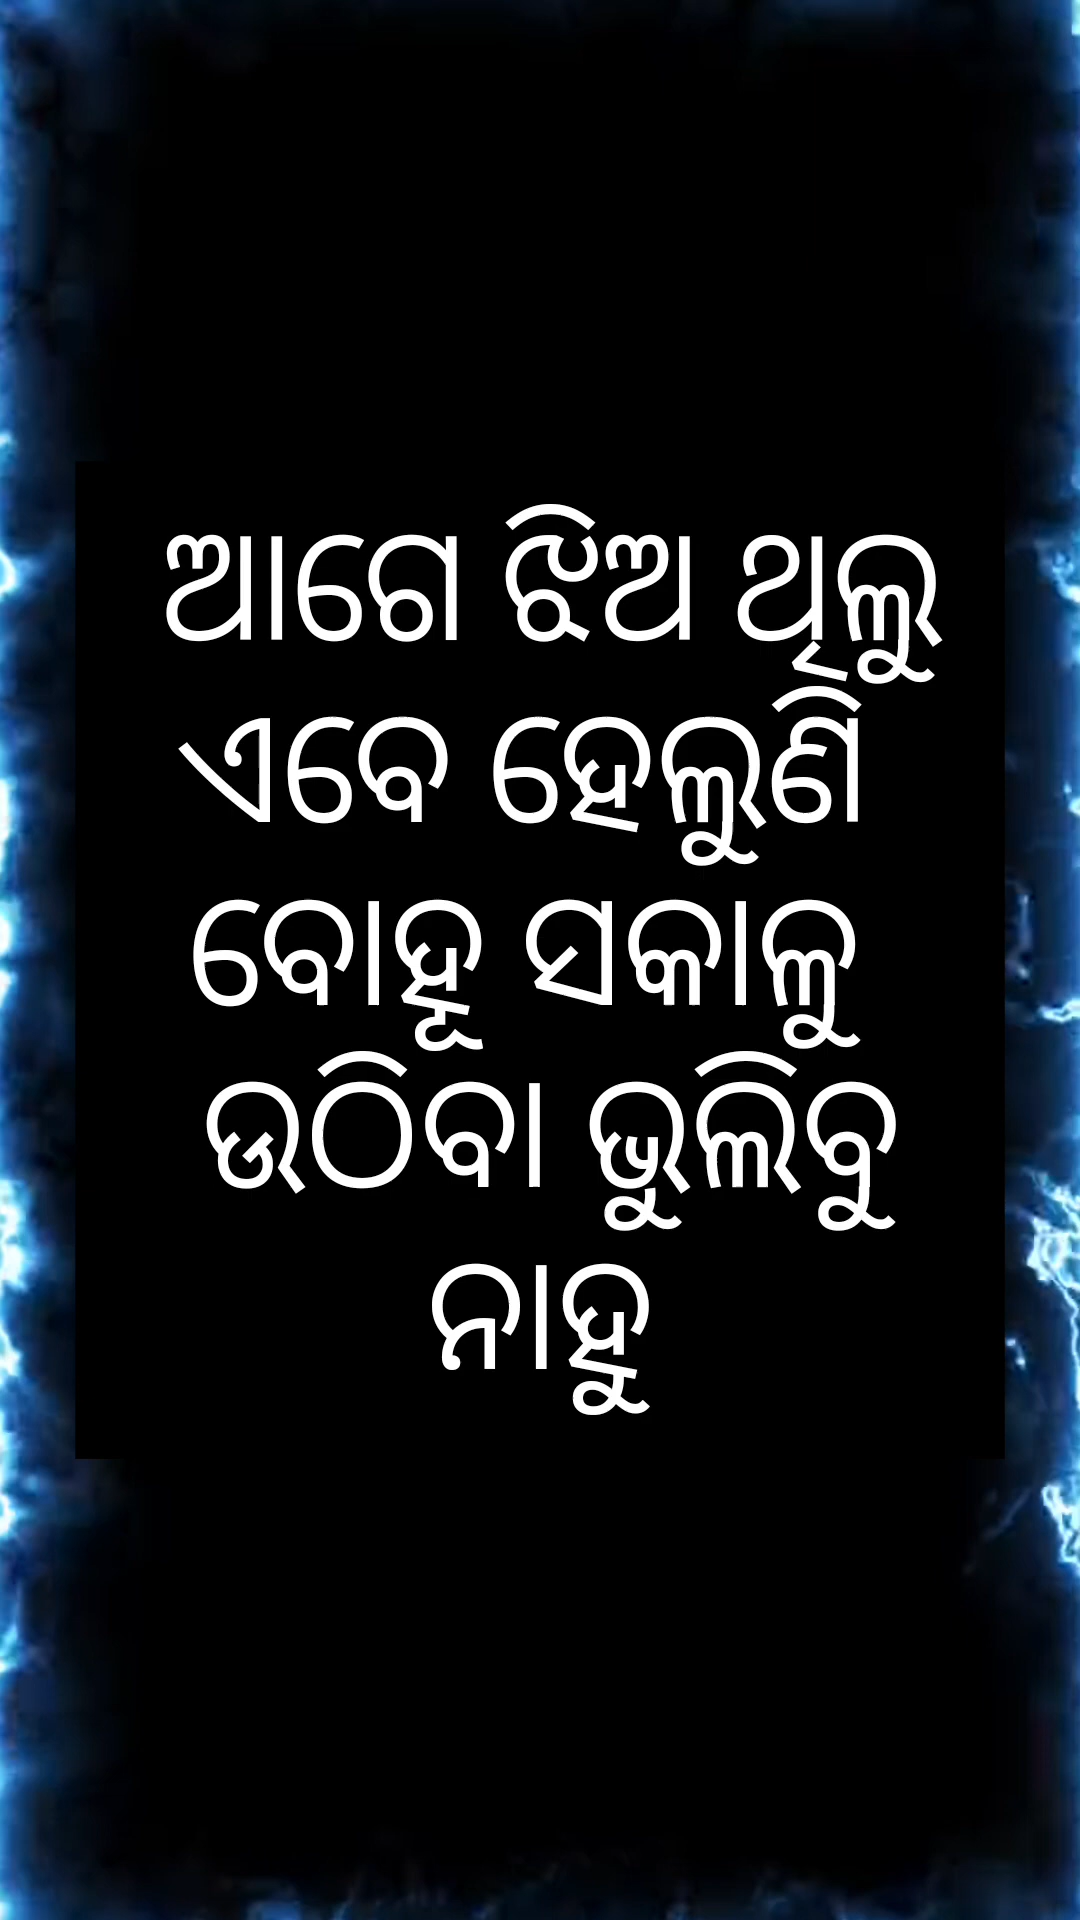 ଆଗେ ଝିଅ ଥିଲୁ
ଏବେ ହେଲୁଣି
ବୋହୂ ସକାଳୁ
ଉଠିବା ଭୁଲିବୁ
ନାହୁ